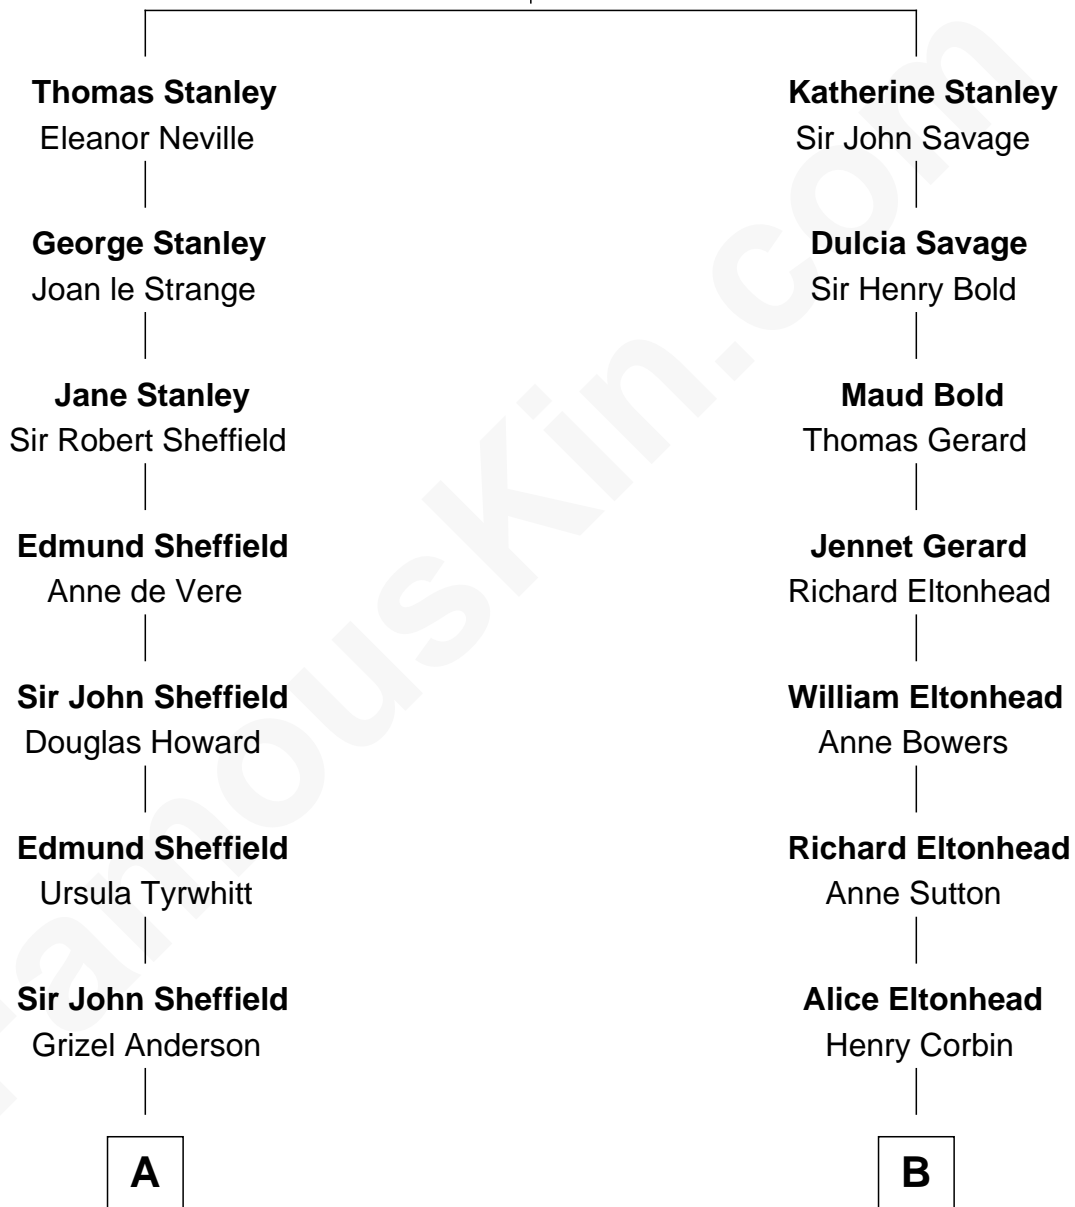 Thomas Stanley
Eleanor Neville
George Stanley
Joan le Strange
Jane Stanley
Sir Robert Sheffield
Edmund Sheffield
Anne de Vere
Sir John Sheffield
Douglas Howard
Edmund Sheffield
Ursula Tyrwhitt
Sir John Sheffield
Grizel Anderson
A
Katherine Stanley
Sir John Savage
Dulcia Savage
Sir Henry Bold
Maud Bold
Thomas Gerard
Jennet Gerard
Richard Eltonhead
William Eltonhead
Anne Bowers
Richard Eltonhead
Anne Sutton
Alice Eltonhead
Henry Corbin
B
FamousKin.com